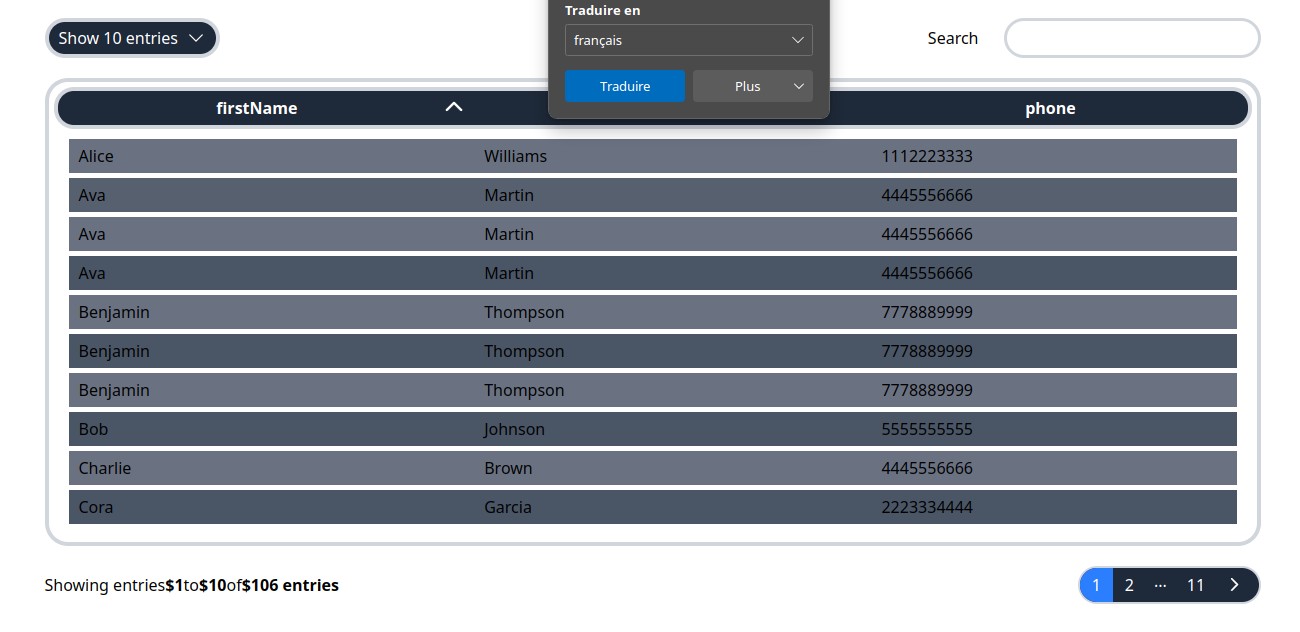 Traduire en
Show 10 entries
français
Search
Traduire Plus
firstName phone
Alice Williams 1112223333
Ava Martin 4445556666
Ava Martin 4445556666
Ava Martin 4445556666
Benjamin Thompson 7778889999
Benjamin Thompson 7778889999
Benjamin Thompson 7778889999
Bob Johnson 5555555555
Charlie Brown 4445556666
Cora Garcia 2223334444
Showing entries$1to$10of$106 entries
1 2 ··· 11